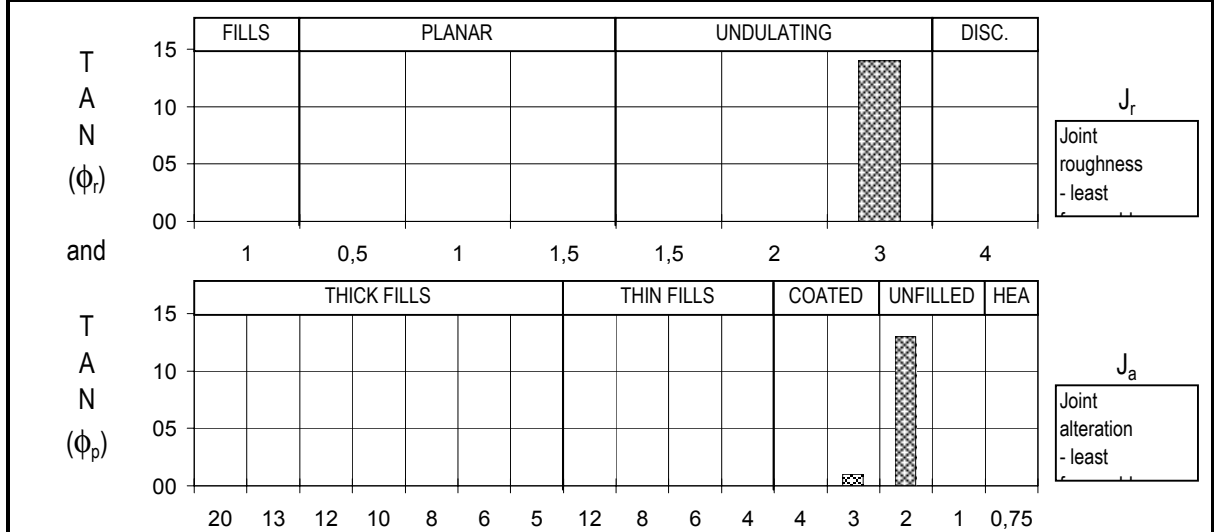 FILLS PLANAR UNDULATING DISC.
15
10
05
00
T
A
N
(ϕr)
1 0,5 1 1,5 1,5 2 3 4
Jr
Joint
roughness
- least
and
THICK FILLS THIN FILLS COATED UNFILLED HEA
15
10
05
00
T
A
N
(ϕp)
20 13 12 10 8 6 5 12 8 6 4 4 3 2 1 0,75
Ja
Joint
alteration
- least